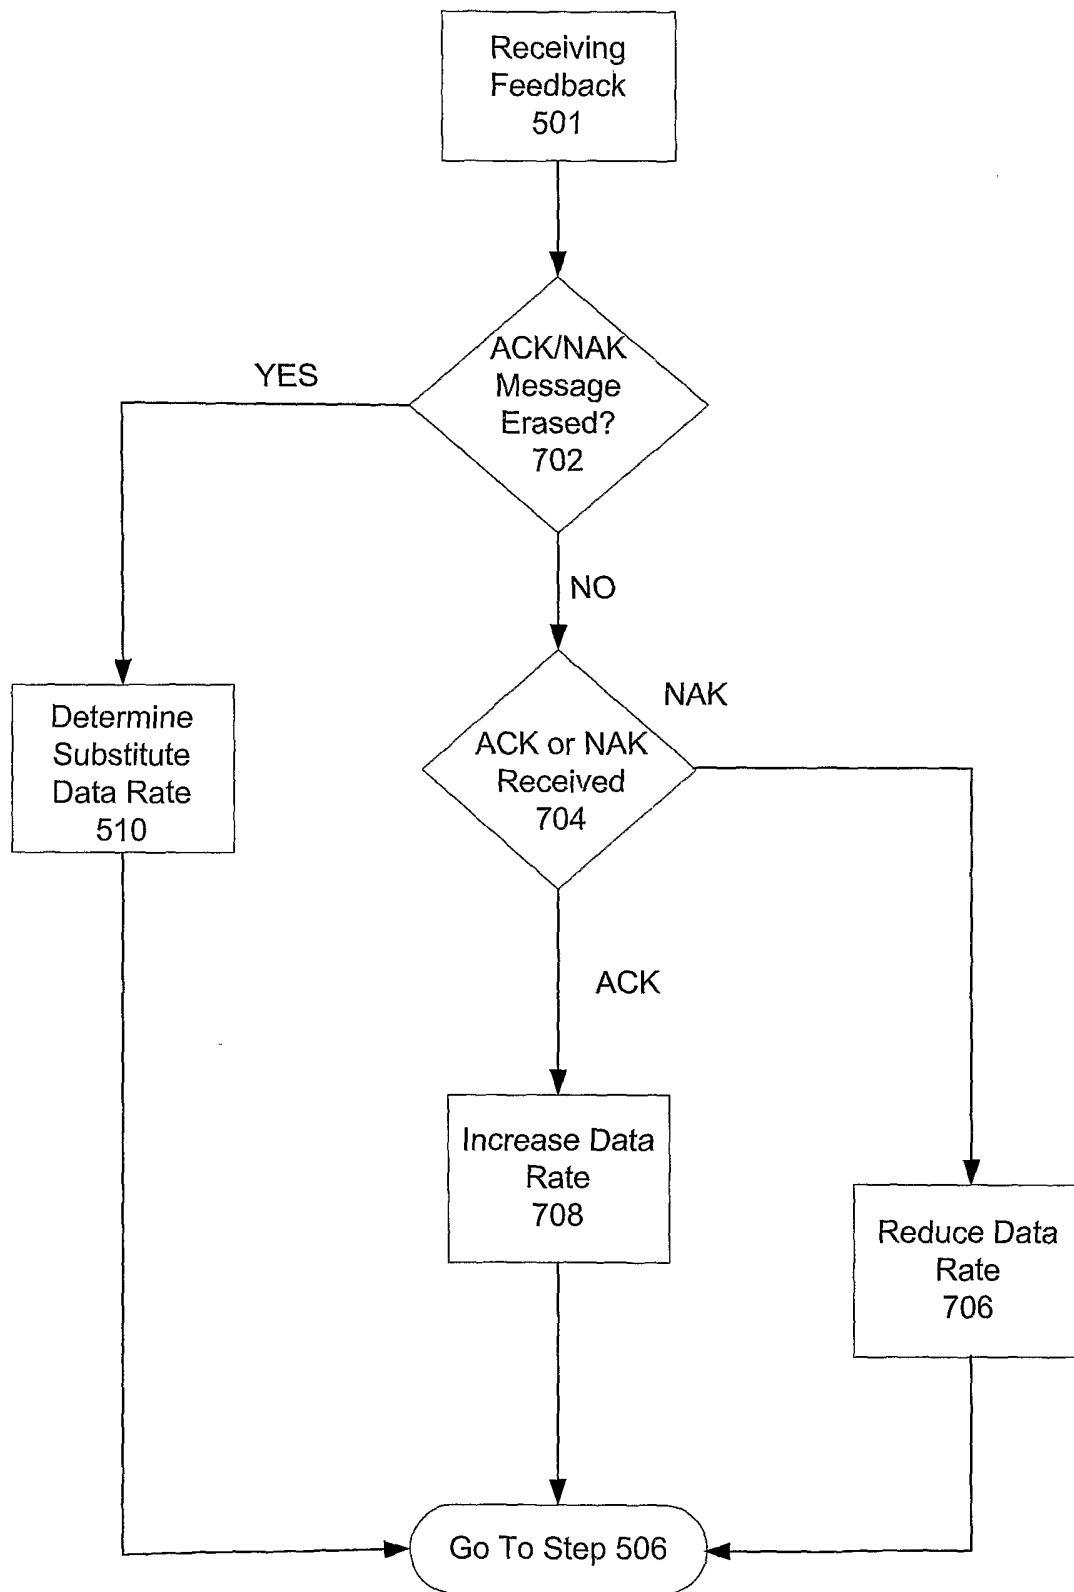 Receiving
Feedback
501
ACK/NAK
Message
Erased?
702
YES
NO
Determine
Substitute
Data Rate
510
ACK or NAK
Received
704
NAK
ACK
Increase Data
Rate
708
Reduce Data
Rate
706
Go To Step 506